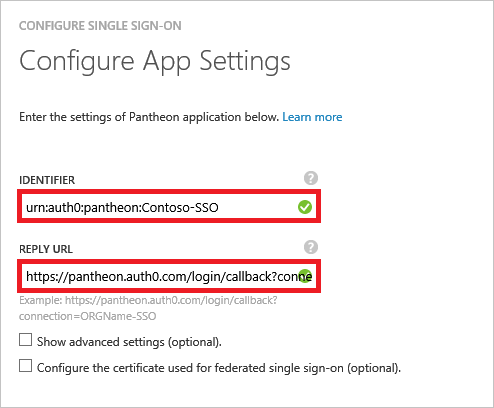 CONFIGURE SINGLE SIGN-ON
Configure App Settings
Enter the settings of Pantheon application below. Learn more
IDENTIFIER ?
urn:auth0:pantheon:Contoso-SSO
REPLY URL ?
https://pantheon.auth0.com/login/callback?conne
Example: https://pantheon.auth0.com/login/callback?
connection=ORGName-SSO
Show advanced settings (optional).
Configure the certificate used for federated single sign-on (optional).